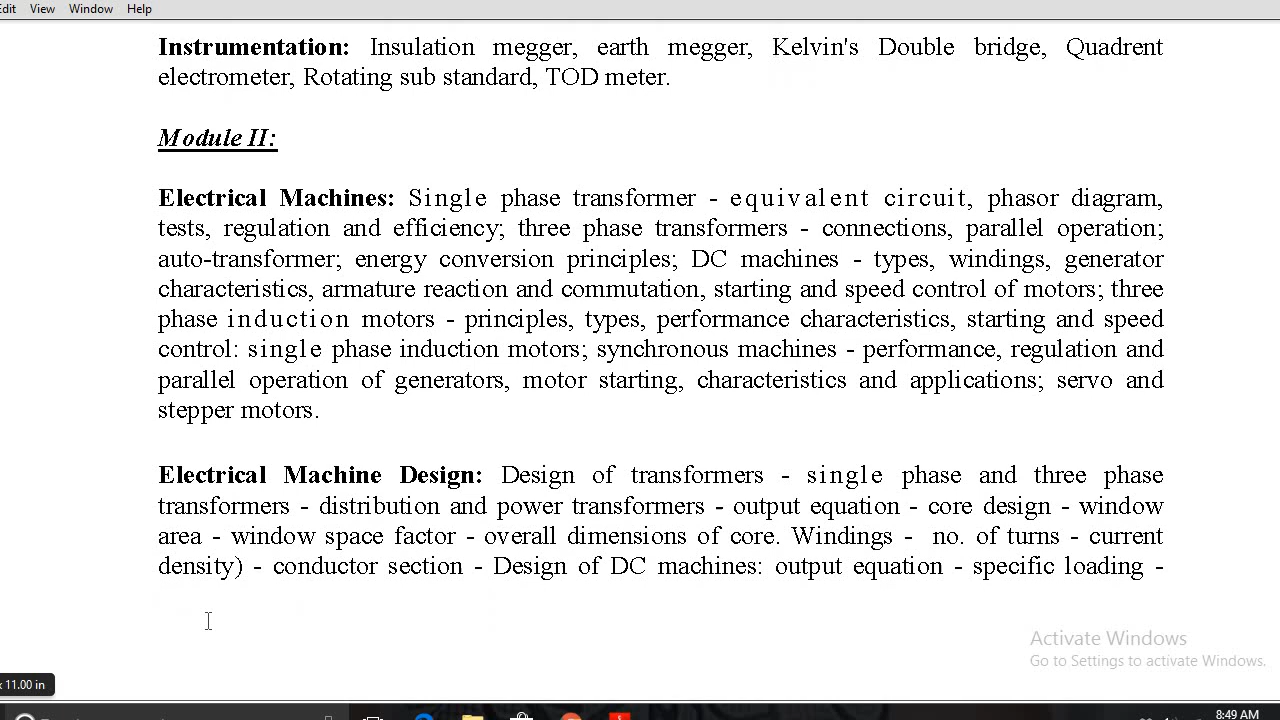 Edit View Window Help
Instrumentation: Insulation megger, earth megger, Kelvin's Double bridge, Quadrent
electrometer, Rotating sub standard, TOD meter.
Module II:
Electrical Machines: Single phase transformer - equivalent circuit, phasor diagram,
tests, regulation and efficiency; three phase transformers - connections, parallel operation;
auto-transformer; energy conversion principles; DC machines - types, windings, generator
characteristics, armature reaction and commutation, starting and speed control of motors; three
phase induction motors - principles, types, performance characteristics, starting and speed
control: single phase induction motors; synchronous machines - performance, regulation and
parallel operation of generators, motor starting, characteristics and applications; servo and
stepper motors.
Electrical Machine Design: Design of transformers - single phase and three phase
transformers - distribution and power transformers - output equation - core design - window
area - window space factor - overall dimensions of core. Windings - no. of turns - current
density) - conductor section - Design of DC machines: output equation - specific loading -
Activate Windows
Go to Settings to activate Windows.
x 11.00 in
8:49 AM